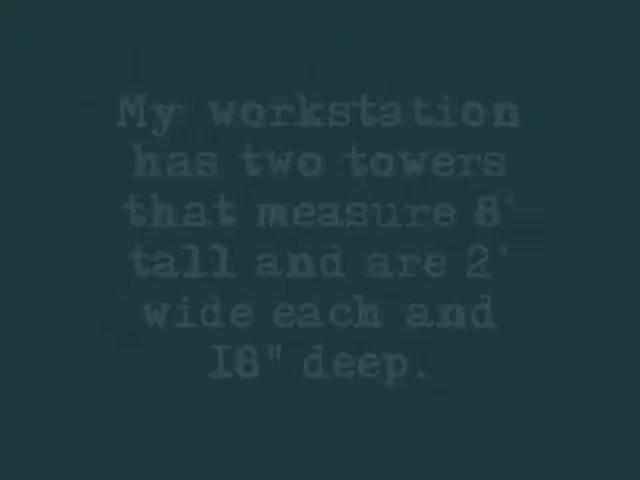 My workstation
has two towers
that measure 8'
tall and are 2'
wide each and
18" deep.